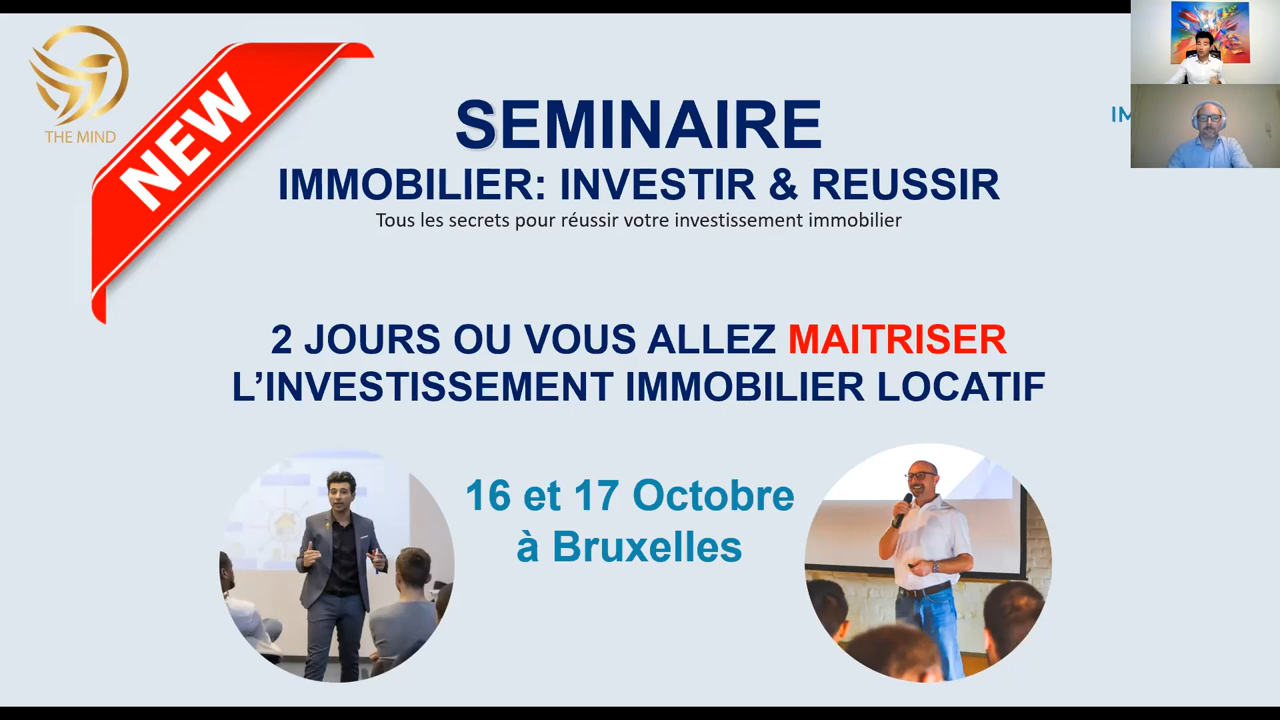 THE MIND
NEW
SEMINAIRE
IMMOBILIER: INVESTIR & REUSSIR
Tous les secrets pour réussir votre investissement immobilier
2 JOURS OU VOUS ALLEZ MAITRISER
L’INVESTISSEMENT IMMOBILIER LOCATIF
16 et 17 Octobre
à Bruxelles